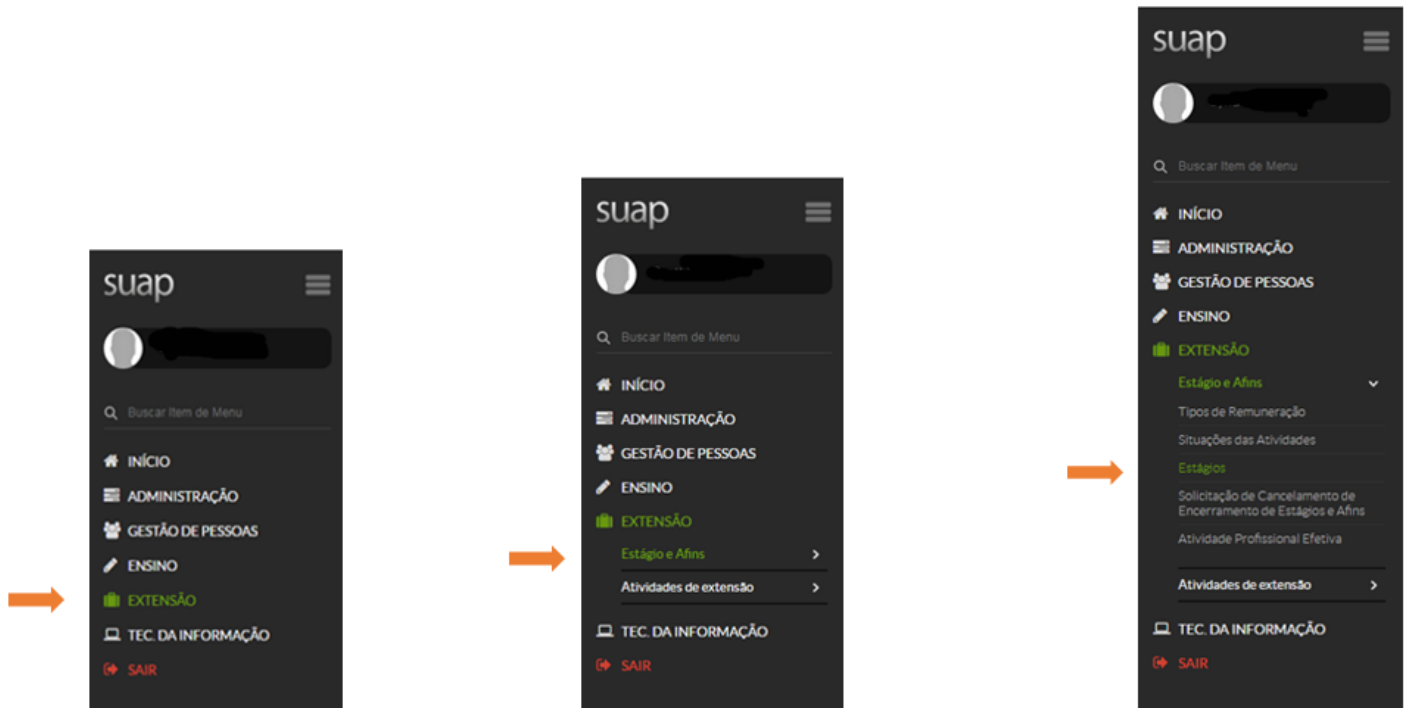 suap
Buscar Item de Menu
INÍCIO
ADMINISTRAÇÃO
GESTÃO DE PESSOAS
ENSINO
EXTENSÃO
TEC. DA INFORMAÇÃO
SAIR
suap
Buscar Item de Menu
INÍCIO
ADMINISTRAÇÃO
GESTÃO DE PESSOAS
ENSINO
EXTENSÃO
Estágio e Afins
Atividades de extensão
TEC. DA INFORMAÇÃO
SAIR
suap
Buscar Item de Menu
INÍCIO
ADMINISTRAÇÃO
GESTÃO DE PESSOAS
ENSINO
EXTENSÃO
Estágio e Afins
Tipos de Remuneração
Situações das Atividades
Estágios
Solicitação de Cancelamento de
Encerramento de Estágios e Afins
Atividade Profissional Efetiva
Atividades de extensão
TEC. DA INFORMAÇÃO
SAIR